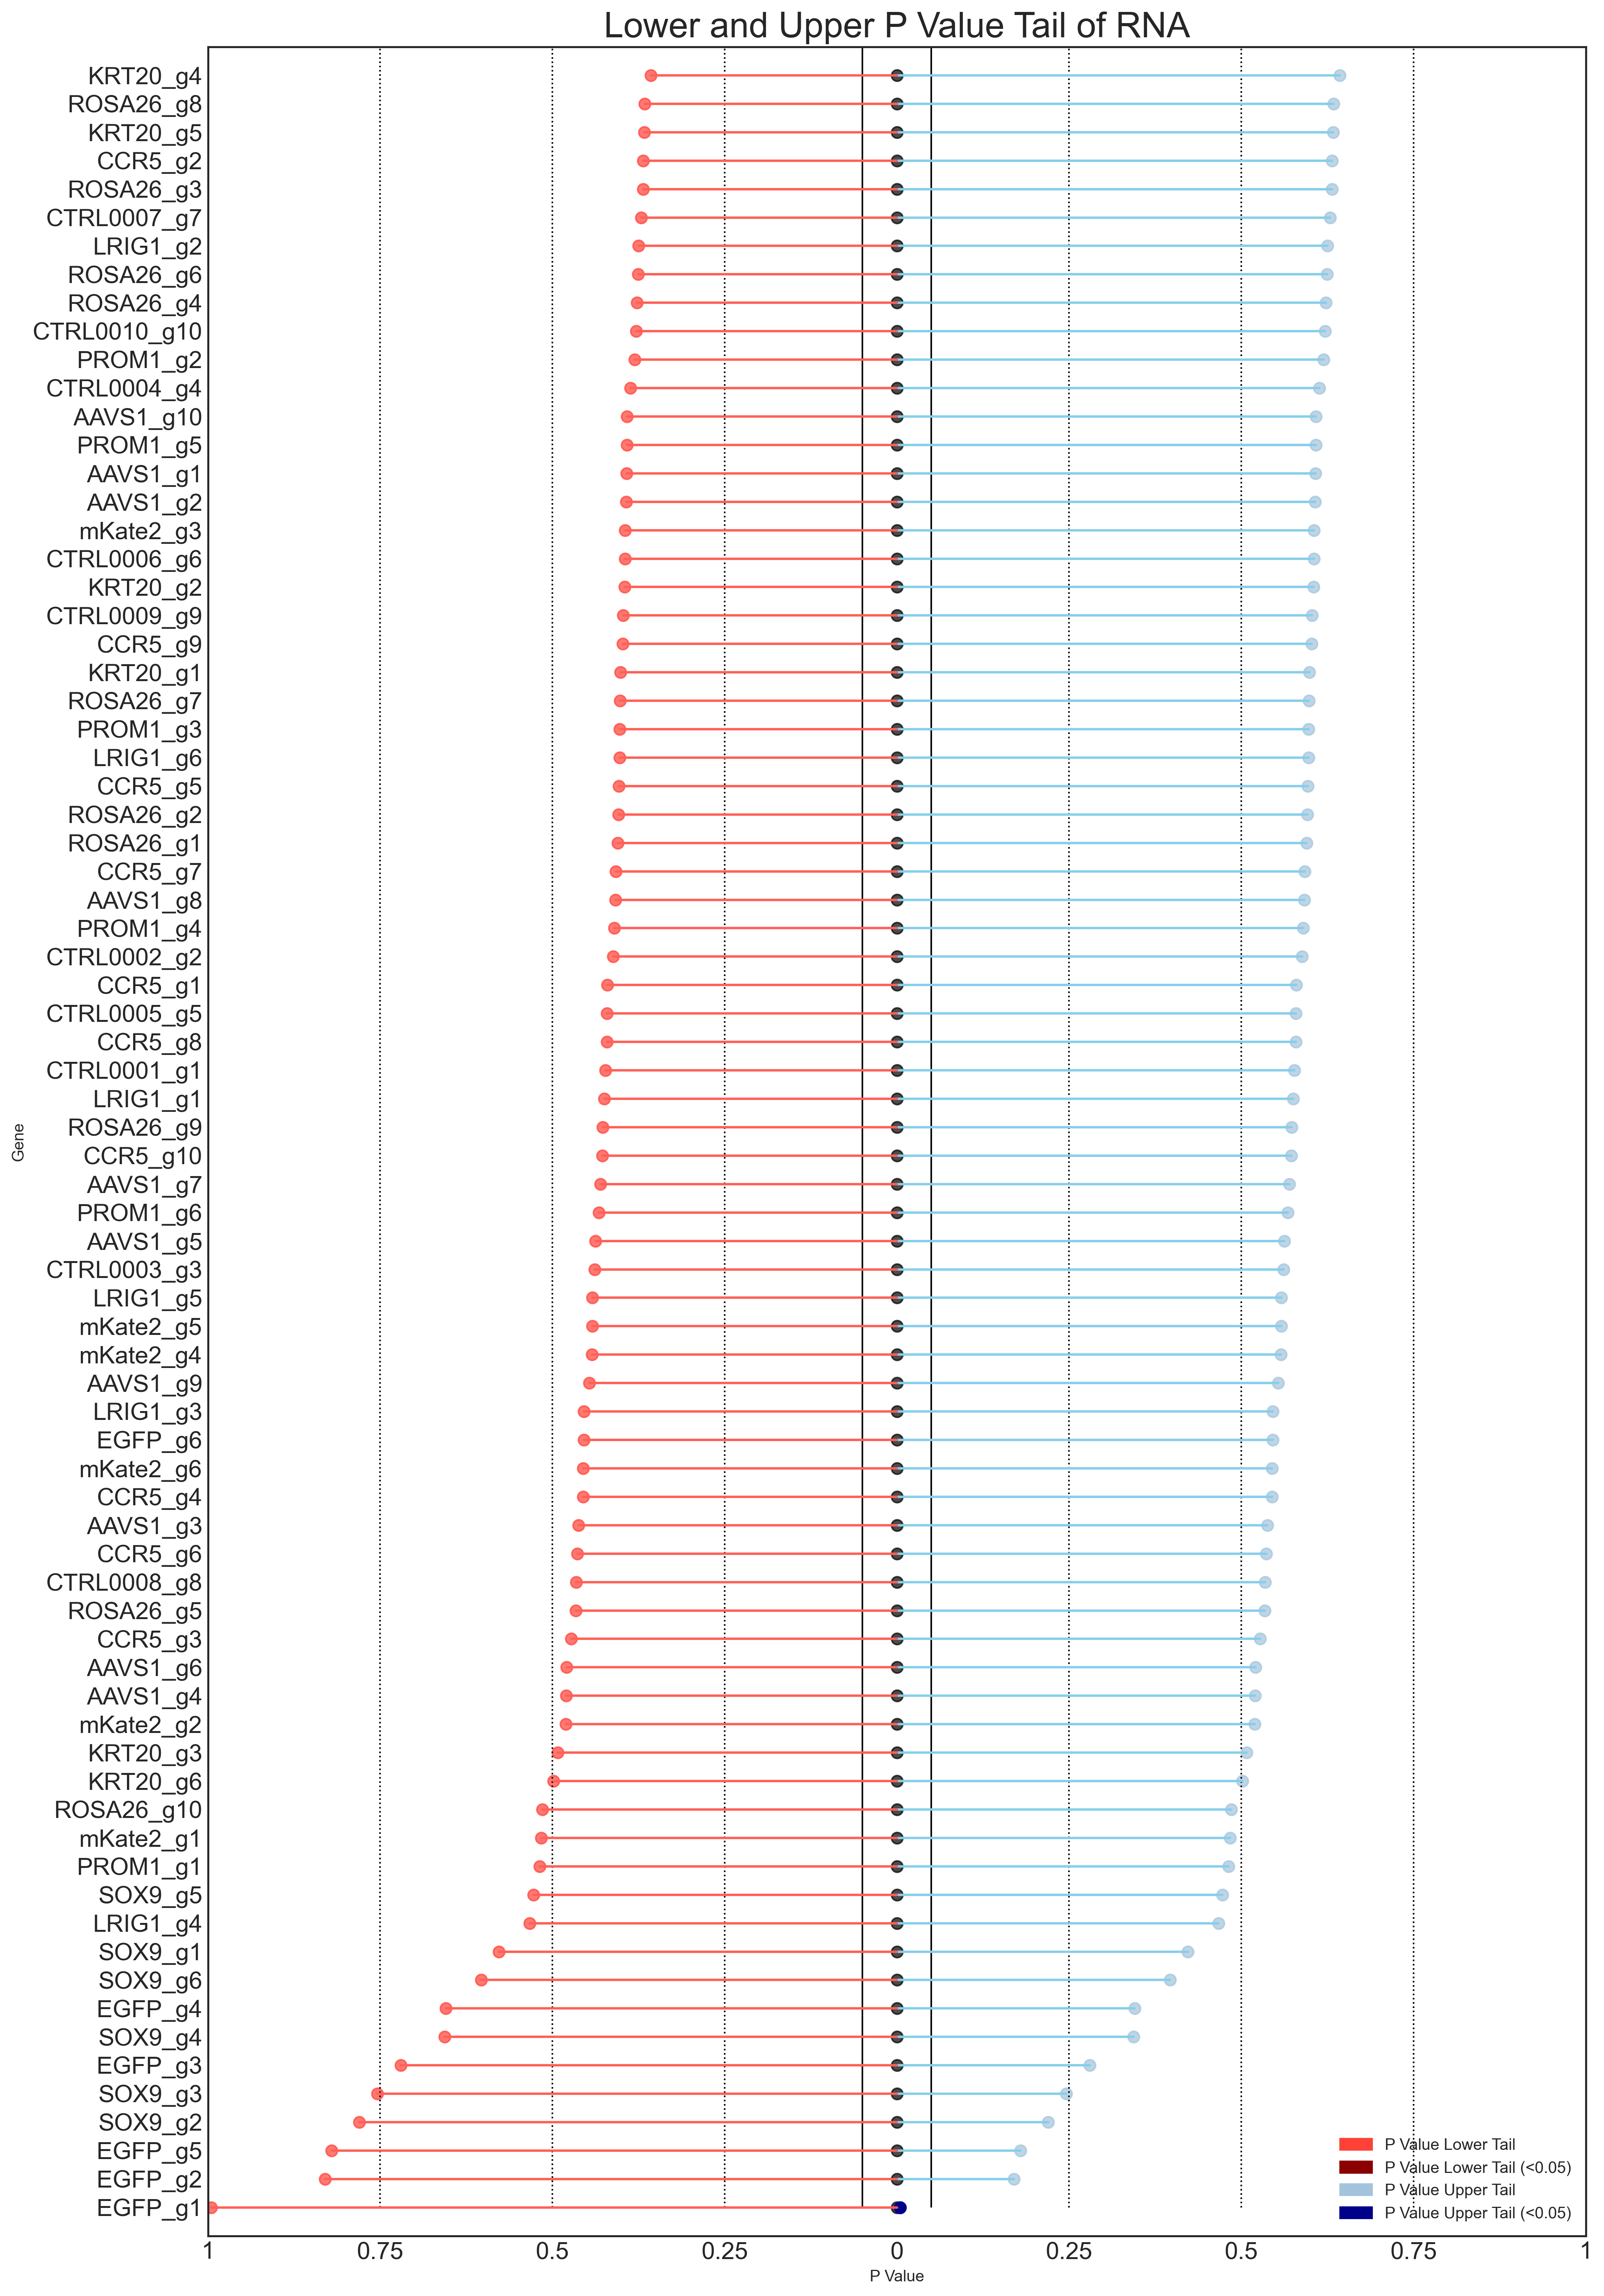 Lower and Upper P Value Tail of RNA
KRT20_g4
ROSA26_g8
KRT20_g5
CCR5_g2
ROSA26_g3
CTRL0007_g7
LRIG1_g2
ROSA26_g6
ROSA26_g4
CTRL0010_g10
PROM1_g2
CTRL0004_g4
AAVS1_g10
PROM1_g5
AAVS1_g1
AAVS1_g2
mKate2_g3
CTRL0006_g6
KRT20_g2
CTRL0009_g9
CCR5_g9
KRT20_g1
ROSA26_g7
PROM1_g3
LRIG1_g6
CCR5_g5
ROSA26_g2
ROSA26_g1
CCR5_g7
AAVS1_g8
PROM1_g4
CTRL0002_g2
CCR5_g1
CTRL0005_g5
CCR5_g8
CTRL0001_g1
LRIG1_g1
ROSA26_g9
CCR5_g10
AAVS1_g7
PROM1_g6
AAVS1_g5
CTRL0003_g3
LRIG1_g5
mKate2_g5
mKate2_g4
AAVS1_g9
LRIG1_g3
EGFP_g6
mKate2_g6
CCR5_g4
AAVS1_g3
CCR5_g6
CTRL0008_g8
ROSA26_g5
CCR5_g3
AAVS1_g6
AAVS1_g4
mKate2_g2
KRT20_g3
KRT20_g6
ROSA26_g10
mKate2_g1
PROM1_g1
SOX9_g5
LRIG1_g4
SOX9_g1
SOX9_g6
EGFP_g4
SOX9_g4
EGFP_g3
SOX9_g3
SOX9_g2
EGFP_g5
EGFP_g2
EGFP_g1
Gene
P Value Lower Tail
P Value Lower Tail (<0.05)
P Value Upper Tail
P Value Upper Tail (<0.05)
1 0.75 0.5 0.25 0 0.25 0.5 0.75 1
P Value